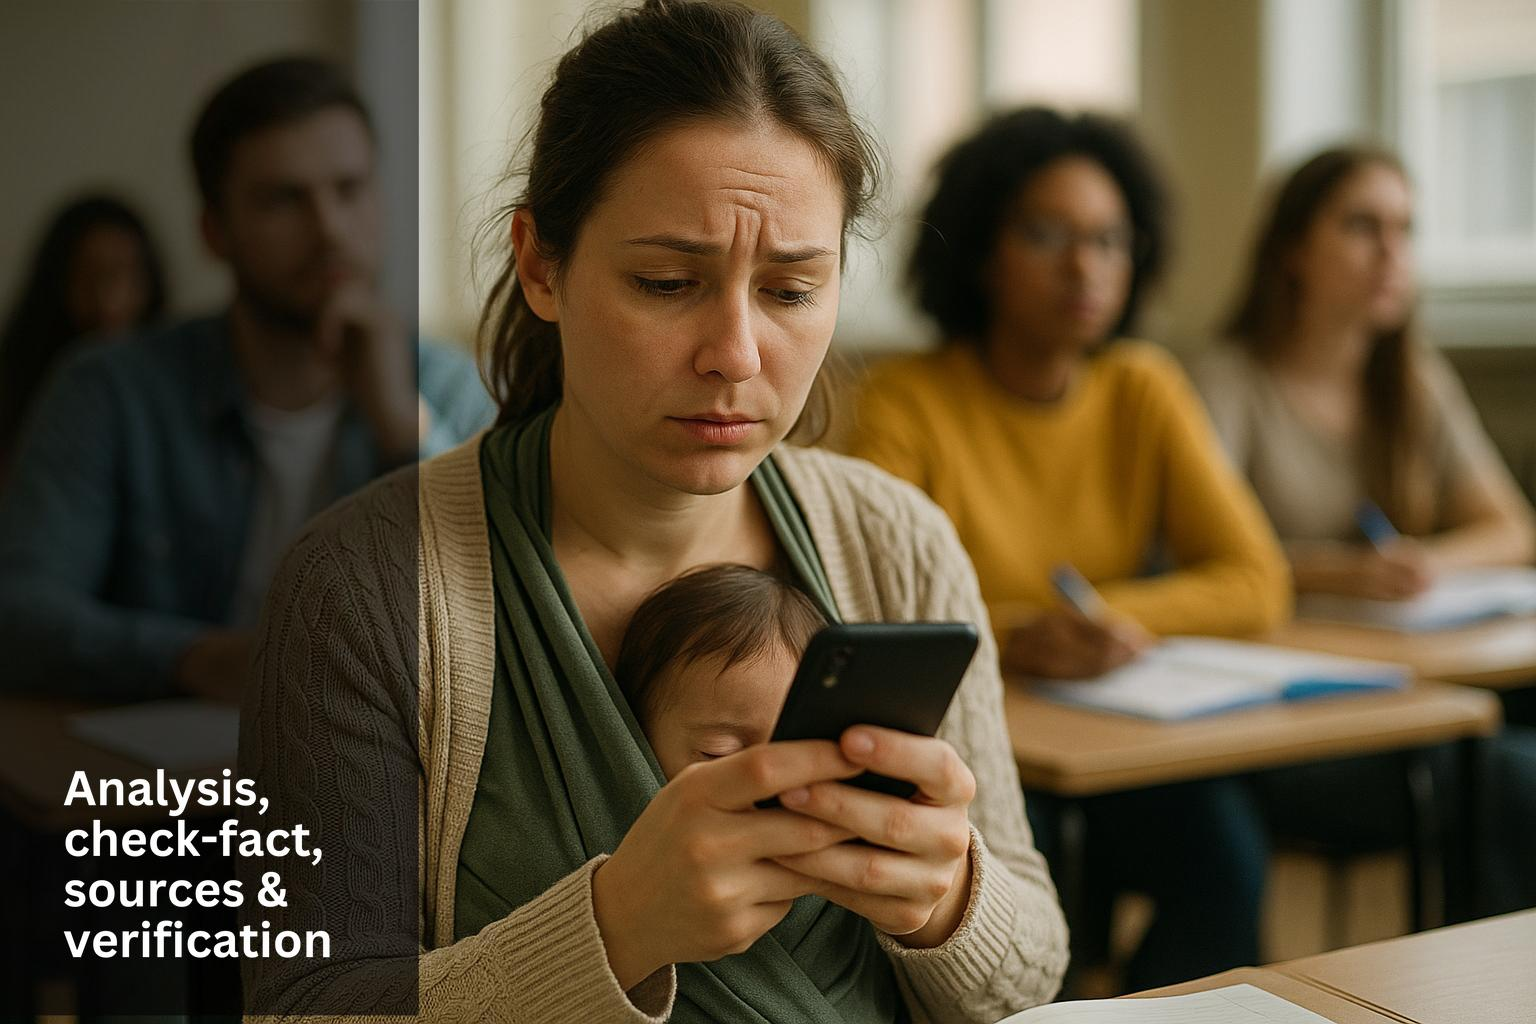 Analysis,
check-fact,
sources &
verification